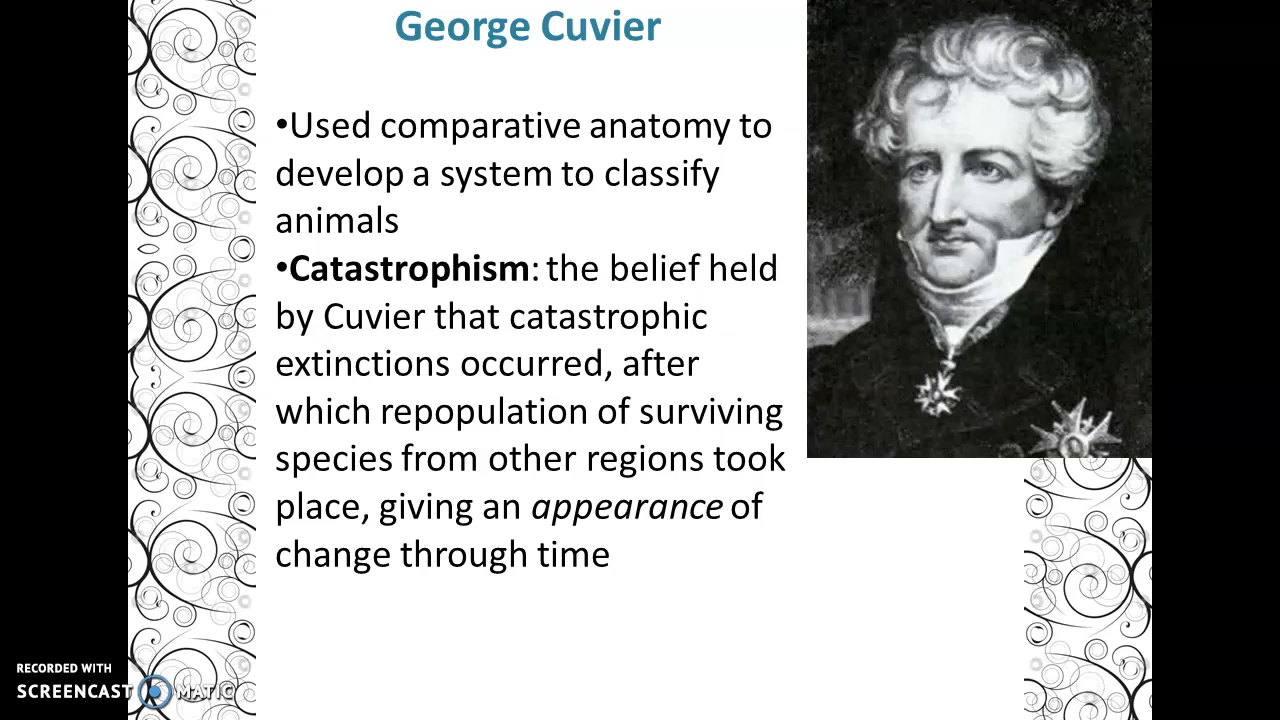 George Cuvier
•Used comparative anatomy to
develop a system to classify
animals
•Catastrophism: the belief held
by Cuvier that catastrophic
extinctions occurred, after
which repopulation of surviving
species from other regions took
place, giving an appearance of
change through time
RECORDED WITH
SCREENCAST MATIC